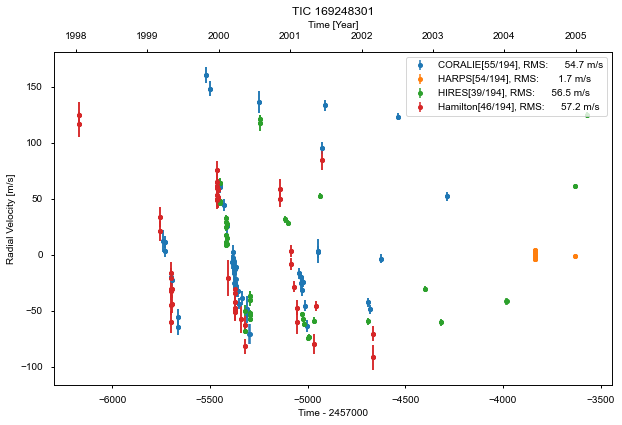 TIC 169248301
Time [Year]
1998 1999 2000 2001 2002 2003 2004 2005
CORALIE[55/194], RMS: 54.7 m/s
HARPS[54/194], RMS: 1.7 m/s
HIRES[39/194], RMS: 56.5 m/s
Hamilton[46/194], RMS: 57.2 m/s
Radial Velocity [m/s]
150
100
50
0
−50
−100
−6000 −5500 −5000 −4500 −4000 −3500
Time - 2457000